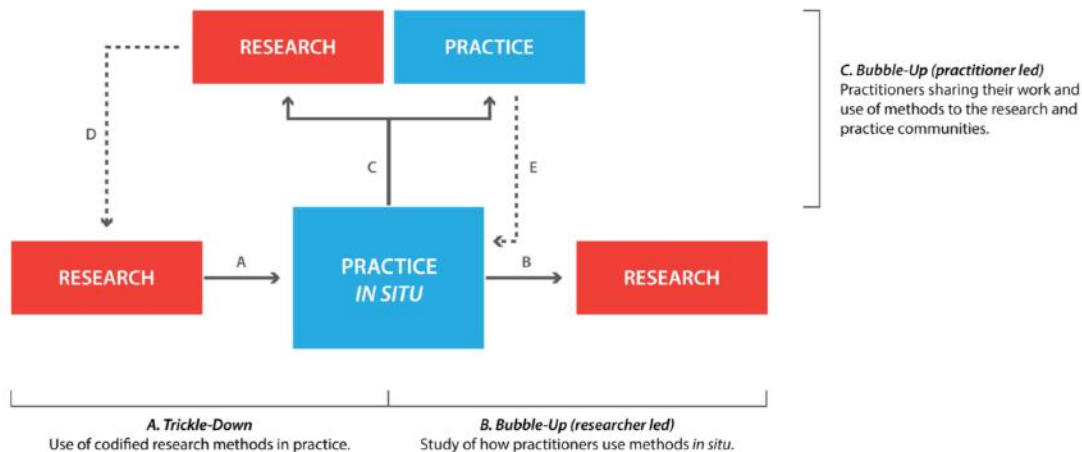 RESEARCH
PRACTICE
C. Bubble-Up (practitioner led)
Practitioners sharing their work and
use of methods to the research and
practice communities.
D
C
E
RESEARCH
A
PRACTICE
IN SITU
B
RESEARCH
A. Trickle-Down
Use of codified research methods in practice.
B. Bubble-Up (researcher led)
Study of how practitioners use methods in situ.